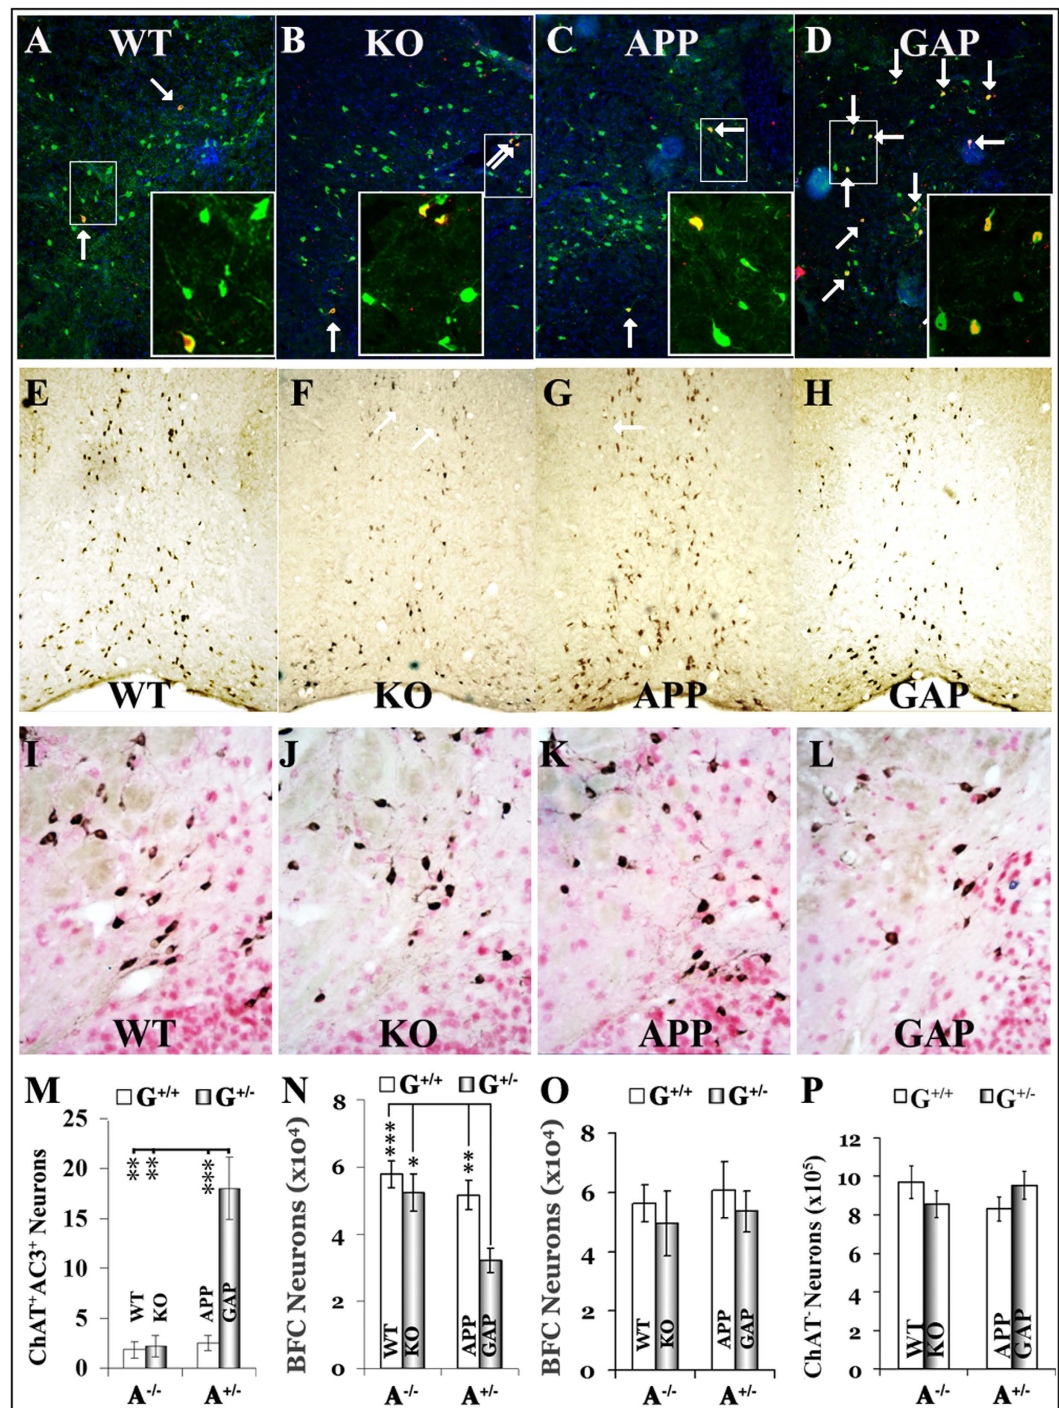 A WT B KO C APP D GAP
E F G H
WT KO APP GAP
I J K L
WT KO APP GAP
M G+/+ G+/-
ChAT+AC3+ Neurons
25
20
15
10
5
0
** ** ***
WT KO APP GAP
A-/- A+/-
N G+/+ G+/-
BFC Neurons (x10⁴)
8
6
4
2
0
*** * **
WT KO APP GAP
A-/- A+/-
O G+/+ G+/-
BFC Neurons (x10⁴)
8
6
4
2
0
WT KO APP GAP
A-/- A+/-
P G+/+ G+/-
ChAT- Neurons (x10⁵)
12
10
8
6
4
2
0
WT KO APP GAP
A-/- A+/-